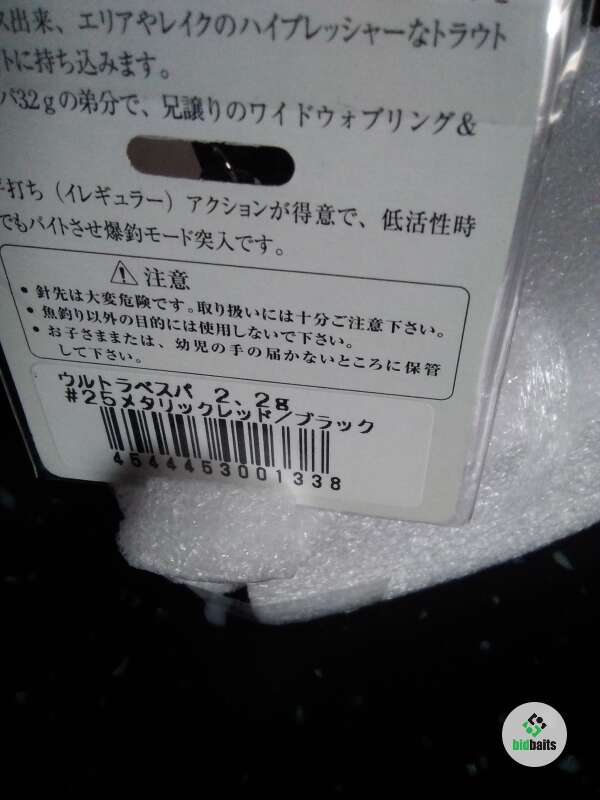 ス出来、エリアやレイクのハイプレッシャーなトラウト
トに持ち込みます。
パ32gの弟分で、兄譲りのワイドウォブリング&
平打ち（イレギュラー）アクションが得意で、低活性時
でもバイトさせ爆釣モード突入です。
注意
• 針先は大変危険です。取り扱いには十分ご注意下さい。
• 魚釣り以外の目的には使用しないで下さい。
• お子さままたは、幼児の手の届かないところに保管
して下さい。
ウルトラベスパ 2、2g
#25メタリックレッド/ブラック
4544453001338
bidbaits